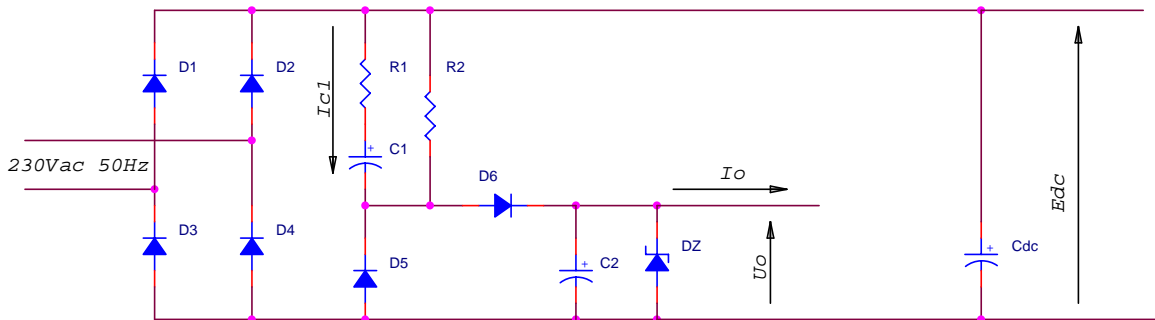 D1
D2
R1
R2
Ic1
C1
+
230Vac 50Hz
D6
Io
Edc
D3
D4
D5
C2
+
DZ
Uo
Cdc
+